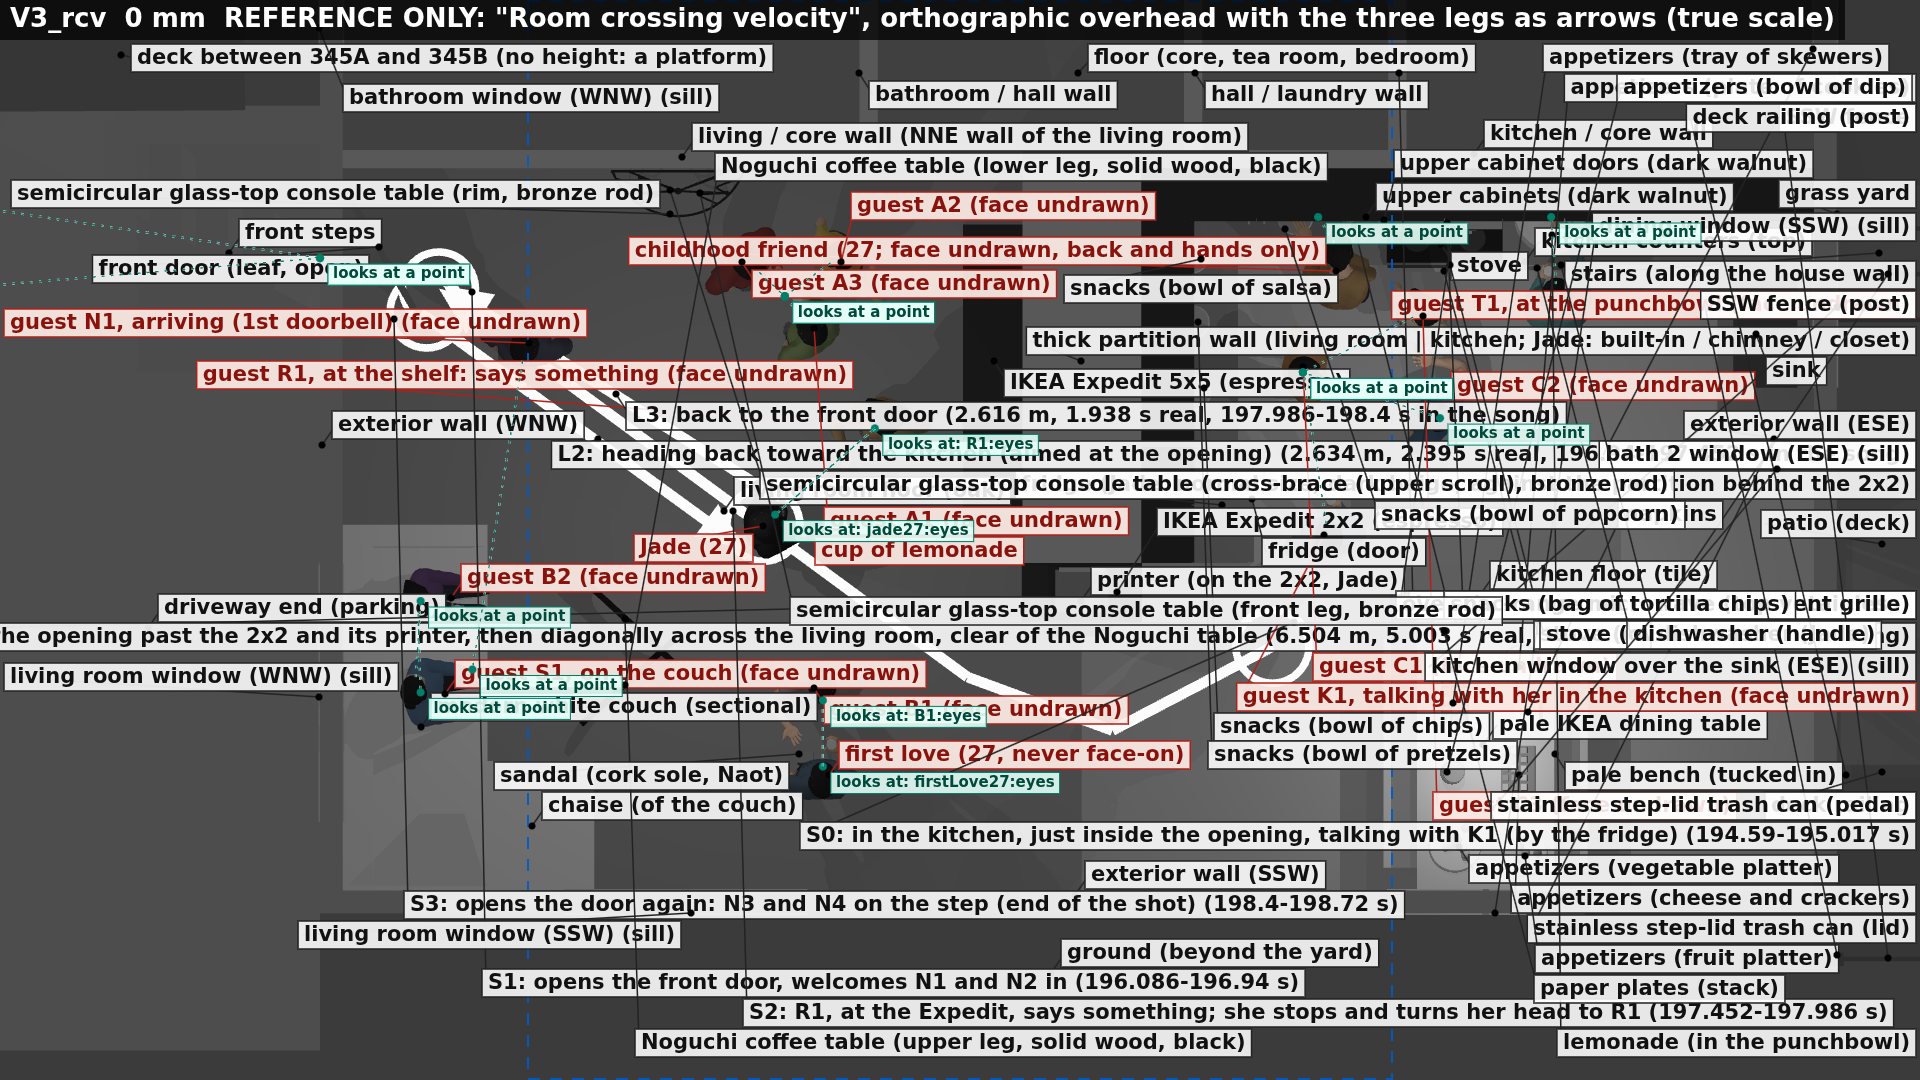 V3_rcv  0 mm  REFERENCE ONLY: "Room crossing velocity", orthographic overhead with the three legs as arrows (true scale)
deck between 345A and 345B (no height: a platform)
floor (core, tea room, bedroom)
appetizers (tray of skewers)
bathroom window (WNW) (sill)
bathroom / hall wall
hall / laundry wall
appetizers (bowl of dip)
deck railing (post)
living / core wall (NNE wall of the living room)
kitchen / core wall
Noguchi coffee table (lower leg, solid wood, black)
upper cabinet doors (dark walnut)
semicircular glass-top console table (rim, bronze rod)
upper cabinets (dark walnut)
grass yard
guest A2 (face undrawn)
front steps
looks at a point
looks at a point
window (SSW) (sill)
childhood friend (27; face undrawn, back and hands only)
front door (leaf, open)
looks at a point
guest A3 (face undrawn)
snacks (bowl of salsa)
stove
stairs (along the house wall)
looks at a point
guest T1, at the punchbowl
SSW fence (post)
guest N1, arriving (1st doorbell) (face undrawn)
thick partition wall (living room | kitchen; Jade: built-in / chimney / closet)
guest R1, at the shelf: says something (face undrawn)
IKEA Expedit 5x5
looks at a point
guest C2 (face undrawn)
sink
exterior wall (WNW)
L3: back to the front door (2.616 m, 1.938 s real, 197.986-198.4 s in the song)
exterior wall (ESE)
looks at: R1:eyes
looks at a point
L2: heading back toward the kitchen (aimed at the opening) (2.634 m, 2.395 s real, 196
bath 2 window (ESE) (sill)
semicircular glass-top console table (cross-brace (upper scroll), bronze rod)
behind the 2x2)
guest A1 (face undrawn)
IKEA Expedit 2x2
snacks (bowl of popcorn)
patio (deck)
looks at: jade27:eyes
Jade (27)
cup of lemonade
fridge (door)
guest B2 (face undrawn)
printer (on the 2x2, Jade)
kitchen floor (tile)
driveway end (parking)
looks at a point
semicircular glass-top console table (front leg, bronze rod)
(bag of tortilla chips)
grille)
the opening past the 2x2 and its printer, then diagonally across the living room, clear of the Noguchi table (6.504 m, 5.003 s real,
stove (
dishwasher (handle)
living room window (WNW) (sill)
guest S1, on the couch (face undrawn)
guest C1
kitchen window over the sink (ESE) (sill)
looks at a point
looks at a point
couch (sectional)
guest K1, talking with her in the kitchen (face undrawn)
guest B1 (face undrawn)
looks at: B1:eyes
snacks (bowl of chips)
pale IKEA dining table
first love (27, never face-on)
snacks (bowl of pretzels)
sandal (cork sole, Naot)
looks at: firstLove27:eyes
pale bench (tucked in)
chaise (of the couch)
stainless step-lid trash can (pedal)
S0: in the kitchen, just inside the opening, talking with K1 (by the fridge) (194.59-195.017 s)
exterior wall (SSW)
appetizers (vegetable platter)
S3: opens the door again: N3 and N4 on the step (end of the shot) (198.4-198.72 s)
appetizers (cheese and crackers)
living room window (SSW) (sill)
stainless step-lid trash can (lid)
ground (beyond the yard)
appetizers (fruit platter)
S1: opens the front door, welcomes N1 and N2 in (196.086-196.94 s)
paper plates (stack)
S2: R1, at the Expedit, says something; she stops and turns her head to R1 (197.452-197.986 s)
Noguchi coffee table (upper leg, solid wood, black)
lemonade (in the punchbowl)